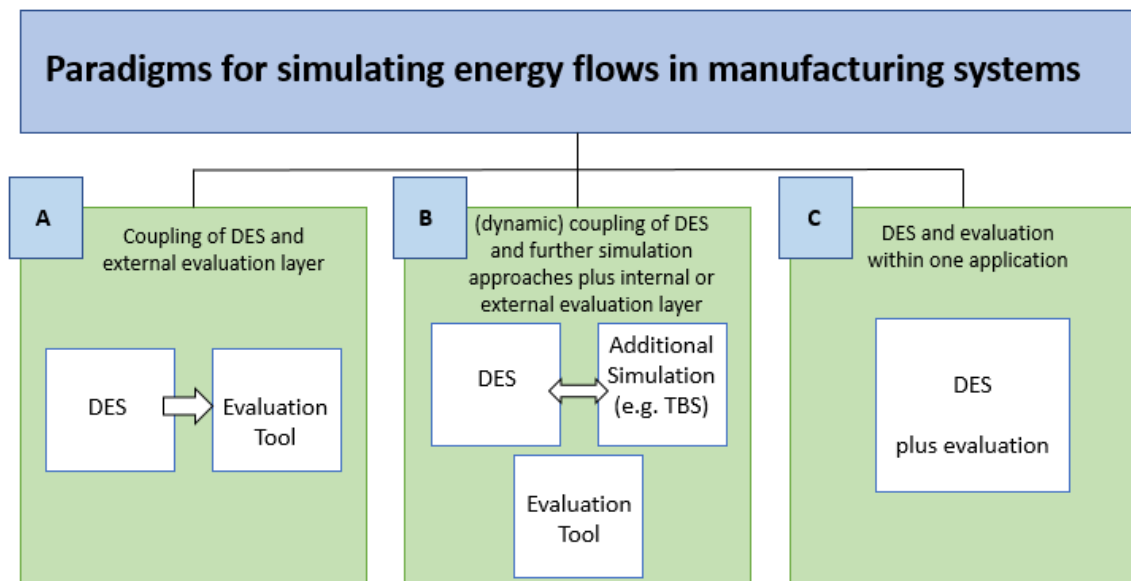 Paradigms for simulating energy flows in manufacturing systems
A
Coupling of DES and
external evaluation layer
DES
Evaluation
Tool
B
(dynamic) coupling of DES
and further simulation
approaches plus internal or
external evaluation layer
DES
Additional
Simulation
(e.g. TBS)
Evaluation
Tool
C
DES and evaluation
within one application
DES
plus evaluation